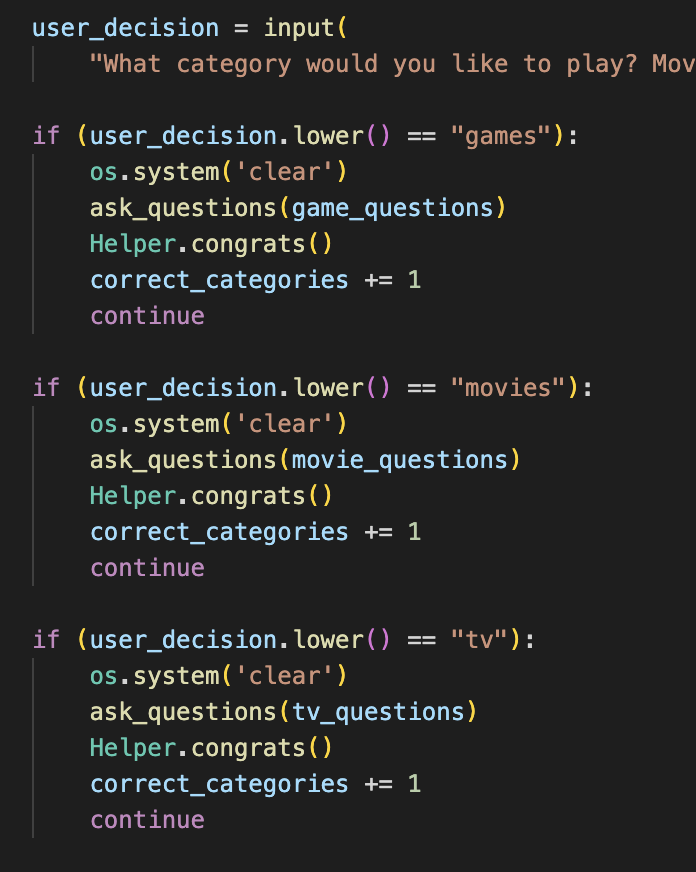 user_decision = input(
"What category would you like to play? Mov
if (user_decision.lower() == "games"):
os.system('clear')
ask_questions(game_questions)
Helper.congrats()
correct_categories += 1
continue
if (user_decision.lower() == "movies"):
os.system('clear')
ask_questions(movie_questions)
Helper.congrats()
correct_categories += 1
continue
if (user_decision.lower() == "tv"):
os.system('clear')
ask_questions(tv_questions)
Helper.congrats()
correct_categories += 1
continue